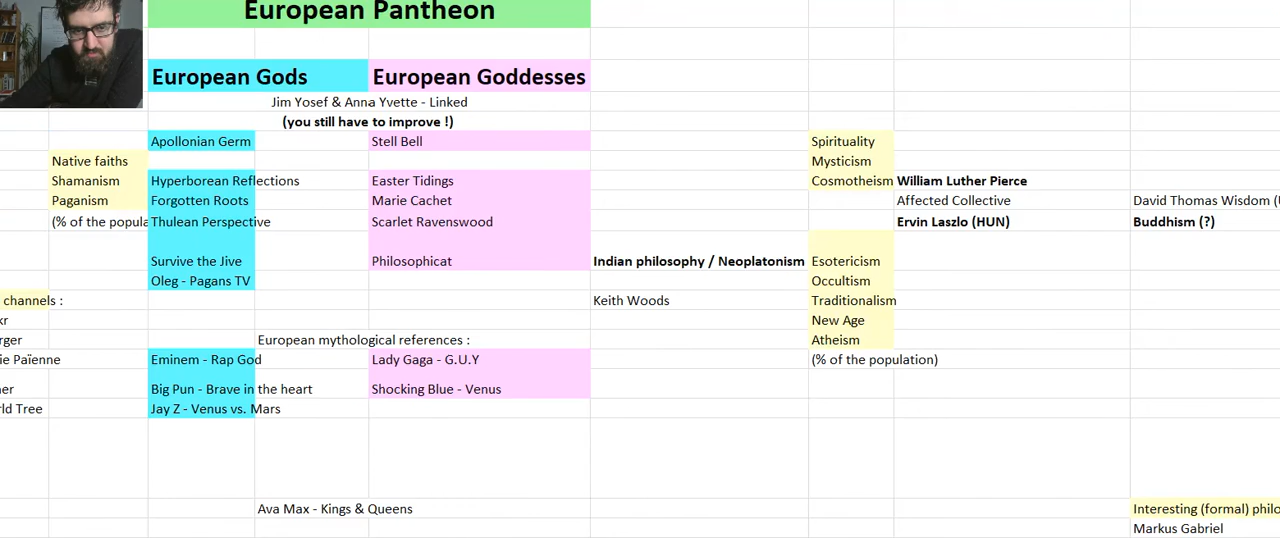 European Pantheon
European Gods European Goddesses
Jim Yosef & Anna Yvette - Linked
(you still have to improve !)
Apollonian Germ Stell Bell Spirituality
Native faiths Mysticism
Shamanism Hyperborean Reflections Easter Tidings Cosmotheism William Luther Pierce
Paganism Forgotten Roots Marie Cachet Affected Collective David Thomas Wisdom (
(% of the popula Thulean Perspective Scarlet Ravenswood Ervin Laszlo (HUN) Buddhism (?)
Survive the Jive Philosophicat Indian philosophy / Neoplatonism Esotericism
Oleg - Pagans TV Occultism
channels : Keith Woods Traditionalism
kr New Age
rger European mythological references : Atheism
ie Païenne Eminem - Rap God Lady Gaga - G.U.Y (% of the population)
ner Big Pun - Brave in the heart Shocking Blue - Venus
rld Tree Jay Z - Venus vs. Mars
Ava Max - Kings & Queens Interesting (formal) philo
Markus Gabriel